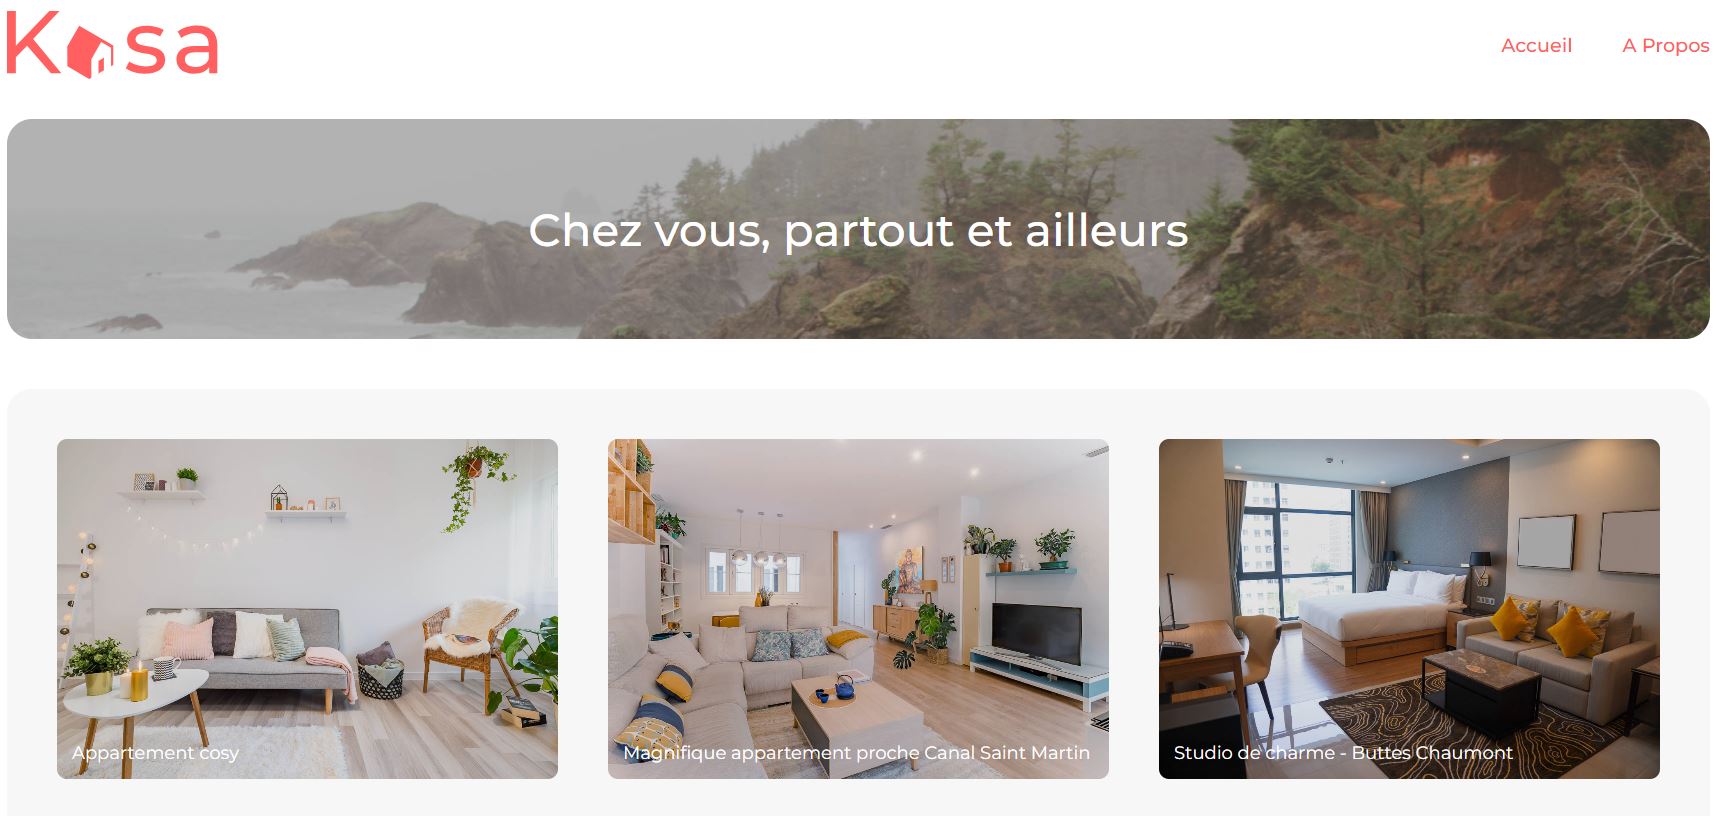 Kasa
Accueil
A Propos
Chez vous, partout et ailleurs
Appartement cosy
Magnifique appartement proche Canal Saint Martin
Studio de charme - Buttes Chaumont